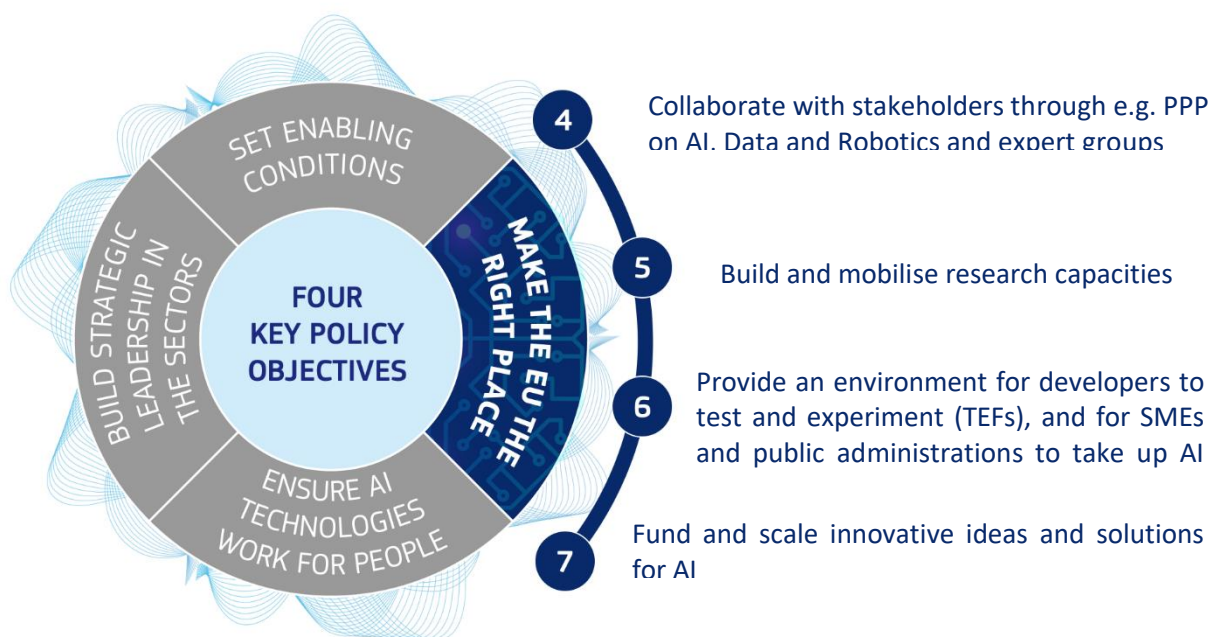 SET ENABLING
CONDITIONS
BUILD STRATEGIC
LEADERSHIP IN
THE SECTORS
FOUR
KEY POLICY
OBJECTIVES
MAKE THE EU THE
RIGHT PLACE
ENSURE AI
TECHNOLOGIES
WORK FOR PEOPLE
4
Collaborate with stakeholders through e.g. PPP
on AI, Data and Robotics and expert groups
5
Build and mobilise research capacities
6
Provide an environment for developers to
test and experiment (TEFs), and for SMEs
and public administrations to take up AI
7
Fund and scale innovative ideas and solutions
for AI